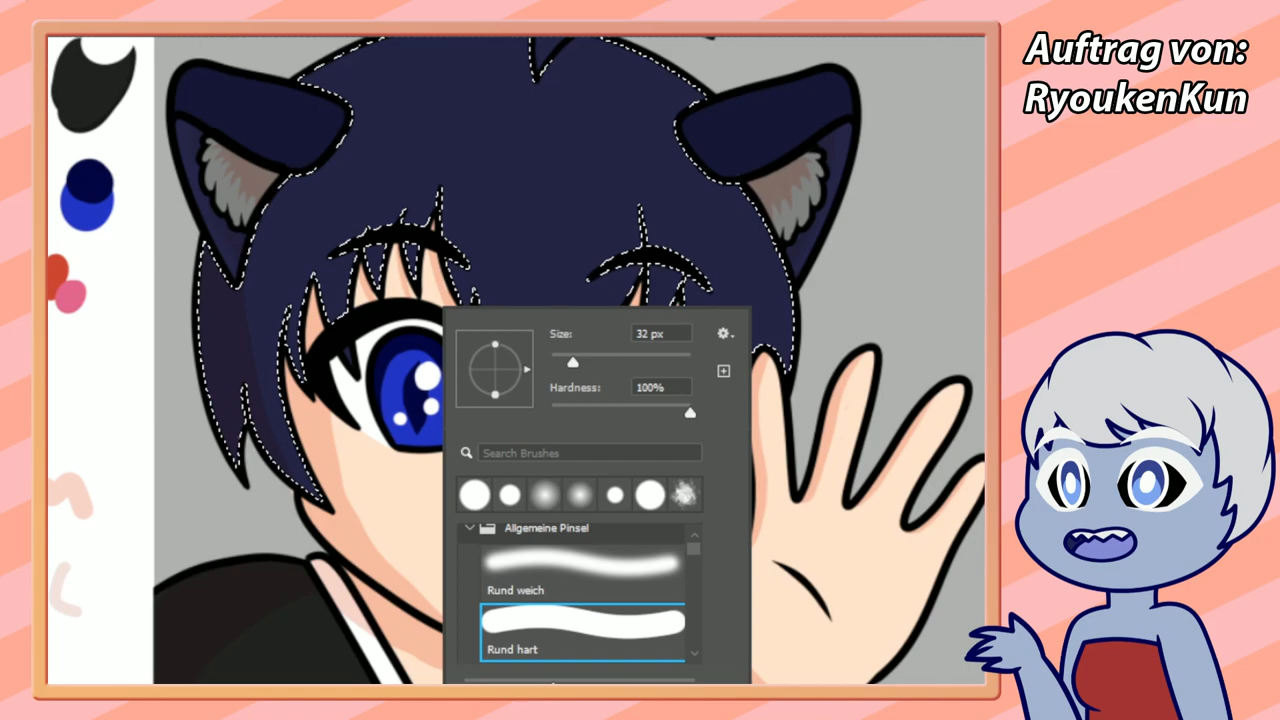 Auftrag von:
RyoukenKun
Size:
32 px
Hardness:
100%
Search Brushes
Allgemeine Pinsel
Rund weich
Rund hart